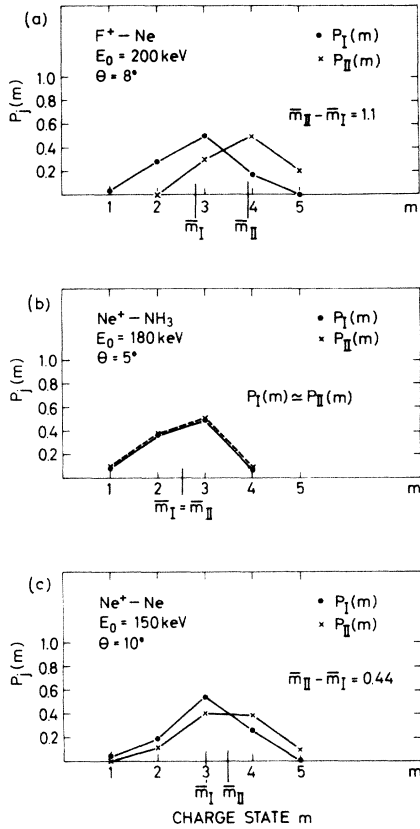 (a)
F⁺ – Ne
E₀ = 200 keV
Θ = 8°
• P_I(m)
× P_II(m)
m̅_II – m̅_I = 1.1
P_j(m)
1.0
0.8
0.6
0.4
0.2
1 2 3 4 5 m
m̅_I m̅_II
(b)
Ne⁺ – NH₃
E₀ = 180 keV
Θ = 5°
• P_I(m)
× P_II(m)
P_I(m) ≃ P_II(m)
P_j(m)
1.0
0.8
0.6
0.4
0.2
1 2 3 4 5 m
m̅_I = m̅_II
(c)
Ne⁺ – Ne
E₀ = 150 keV
Θ = 10°
• P_I(m)
× P_II(m)
m̅_II – m̅_I = 0.44
P_j(m)
1.0
0.8
0.6
0.4
0.2
1 2 3 4 5 m
m̅_I m̅_II
CHARGE STATE m